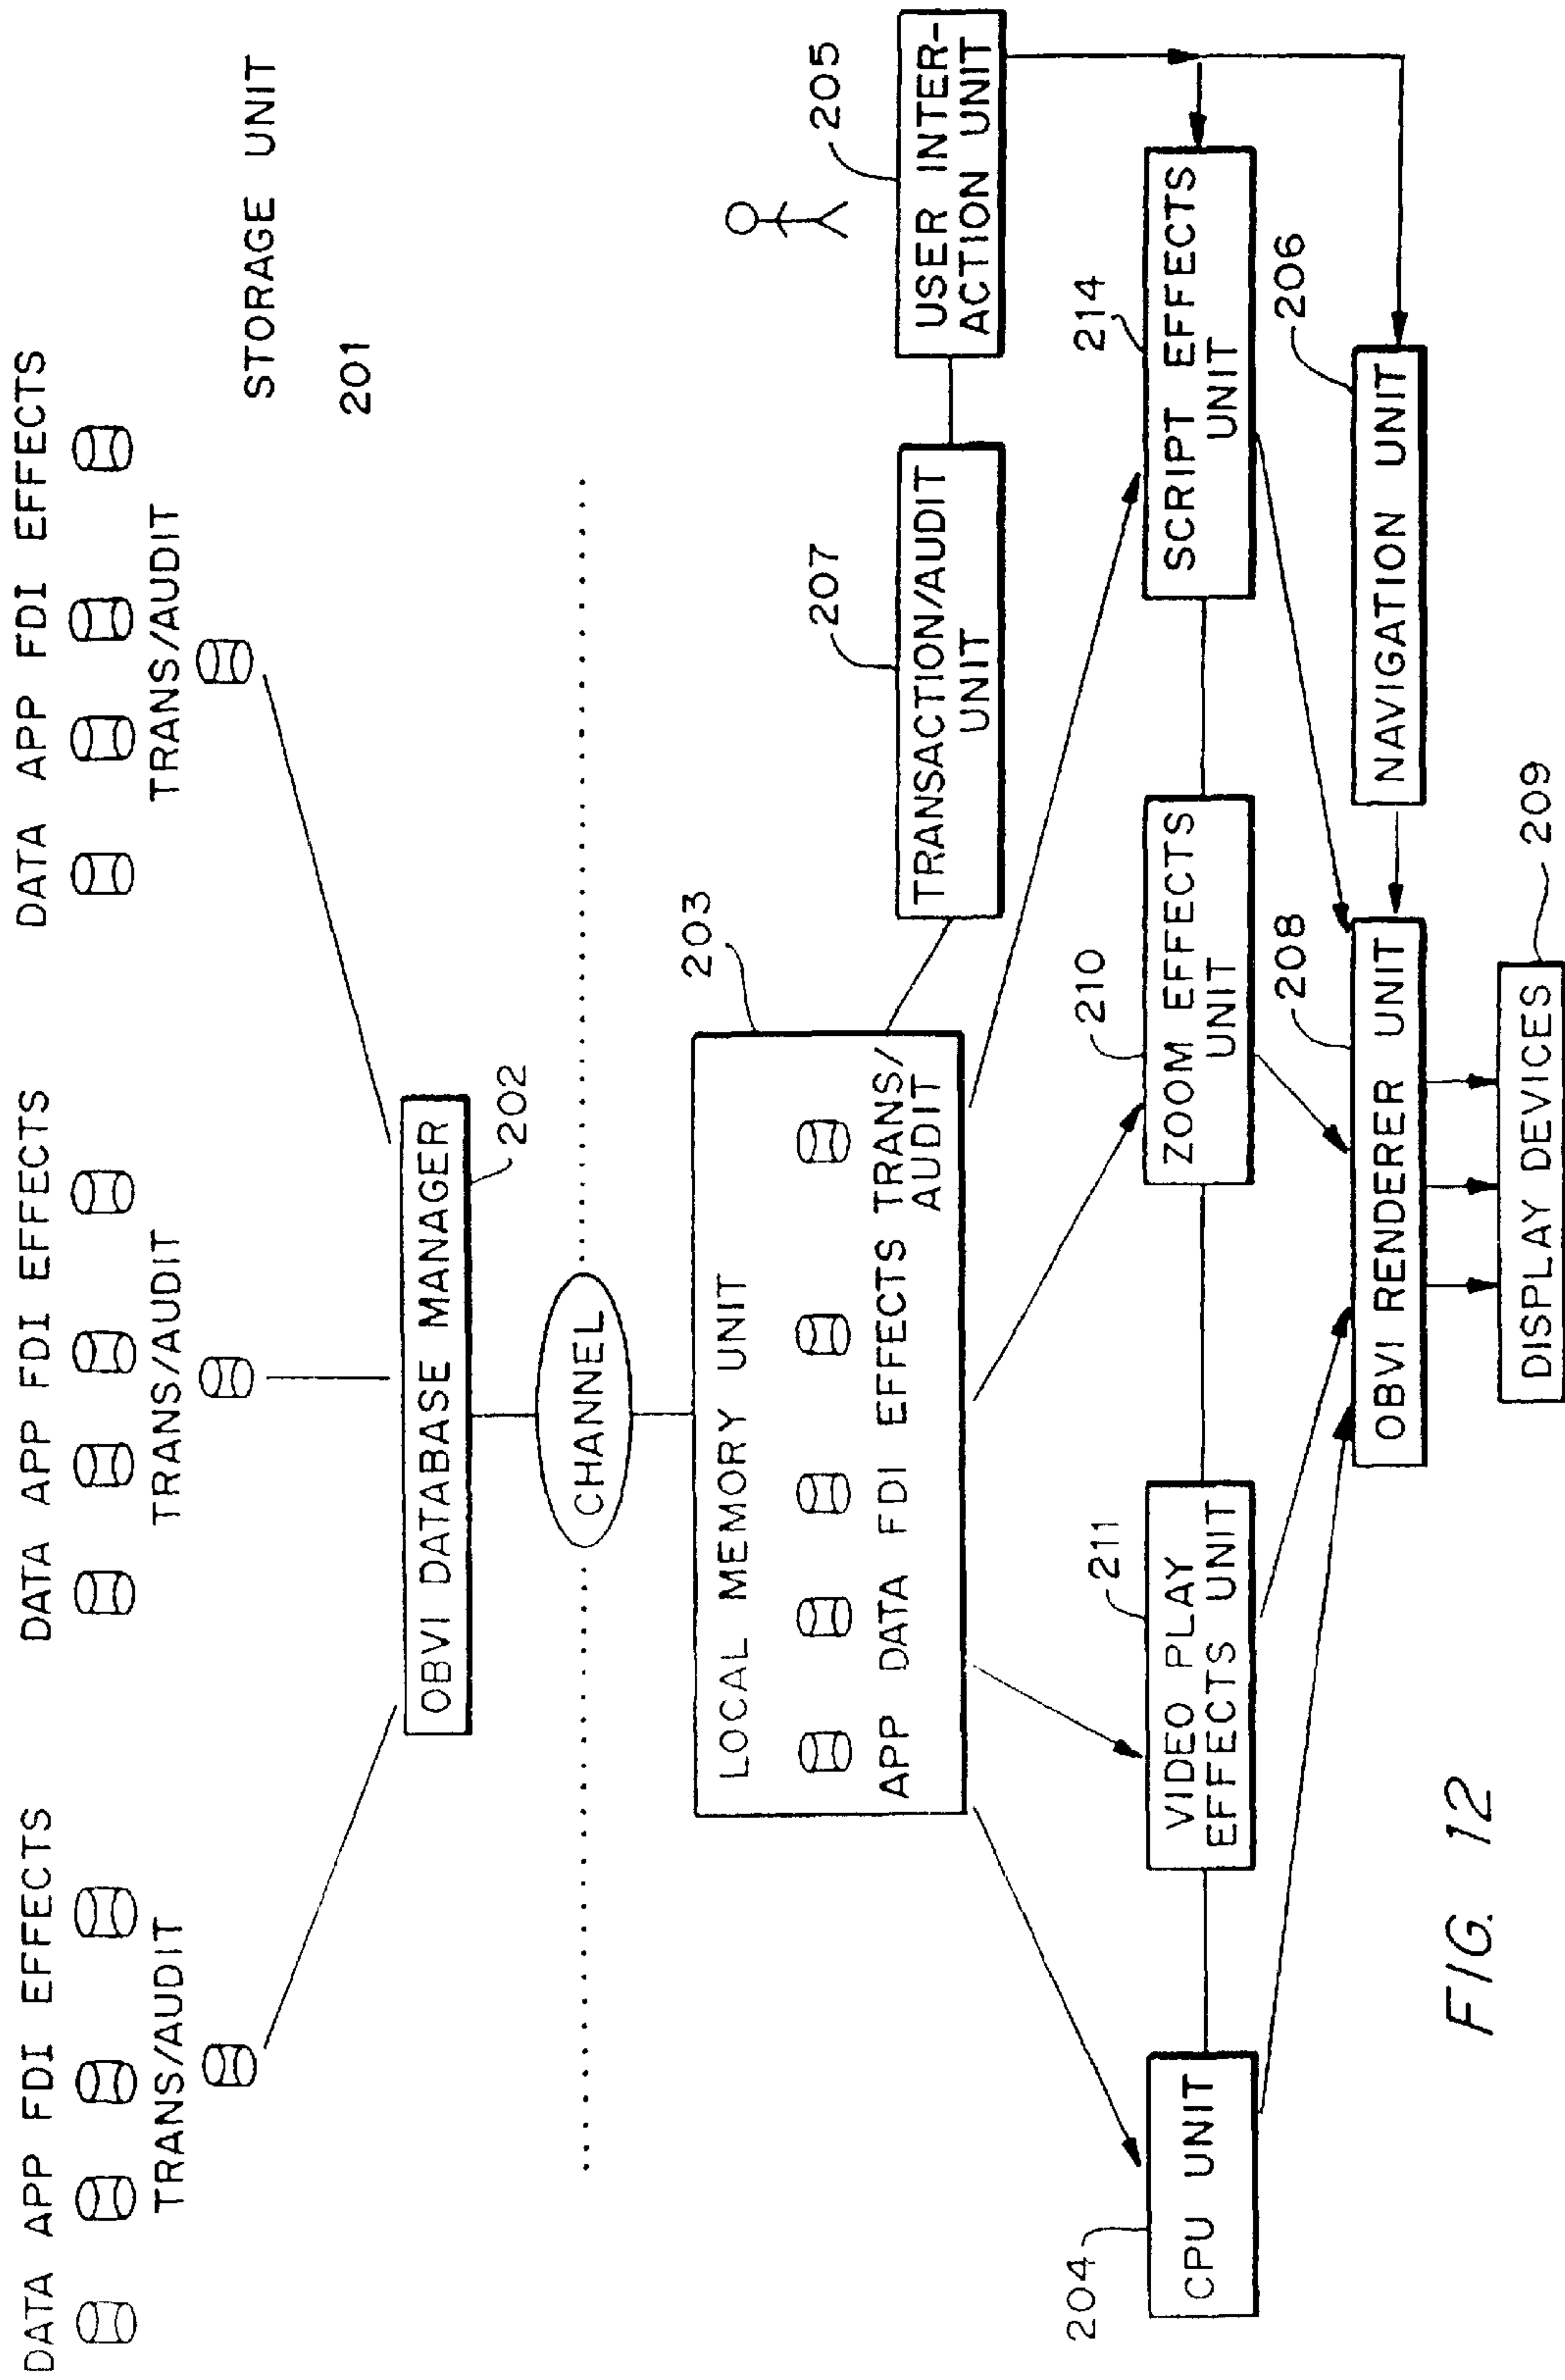 DATA APP FDI EFFECTS
TRANS/AUDIT
DATA APP FDI EFFECTS
TRANS/AUDIT
DATA APP FDI EFFECTS
TRANS/AUDIT
STORAGE UNIT
201
OBVI DATABASE MANAGER
202
CHANNEL
LOCAL MEMORY UNIT
203
APP DATA FDI EFFECTS TRANS/
AUDIT
TRANSACTION/AUDIT
UNIT
207
USER INTER-
ACTION UNIT
205
204
CPU UNIT
211
VIDEO PLAY
EFFECTS UNIT
210
ZOOM EFFECTS
UNIT
214
SCRIPT EFFECTS
UNIT
208
OBVI RENDERER UNIT
206
NAVIGATION UNIT
DISPLAY DEVICES
209
FIG. 12